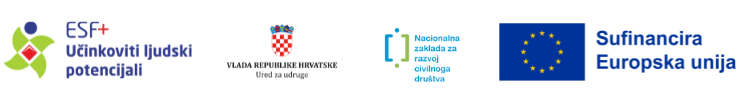 ESF+
Učinkoviti ljudski
potencijali
VLADA REPUBLIKE HRVATSKE
Ured za udruge
Nacionalna
zaklada za
razvoj
civilnoga
društva
Sufinancira
Europska unija